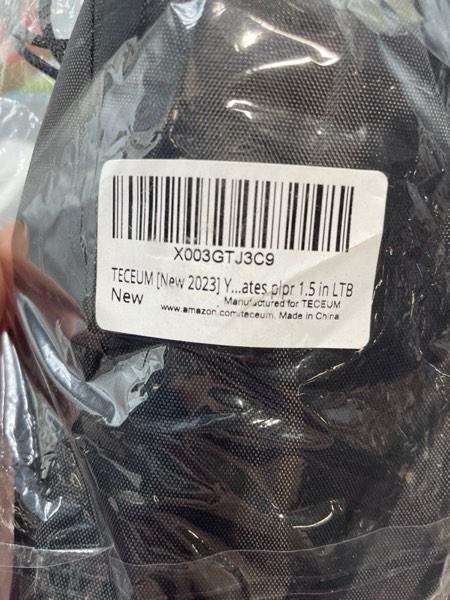 X003GTJ3C9
TECEUM [New 2023] Y...ates plpr 1.5 in LTB
New
Manufactured for TECEUM
www.amazon.com/teceum. Made in China